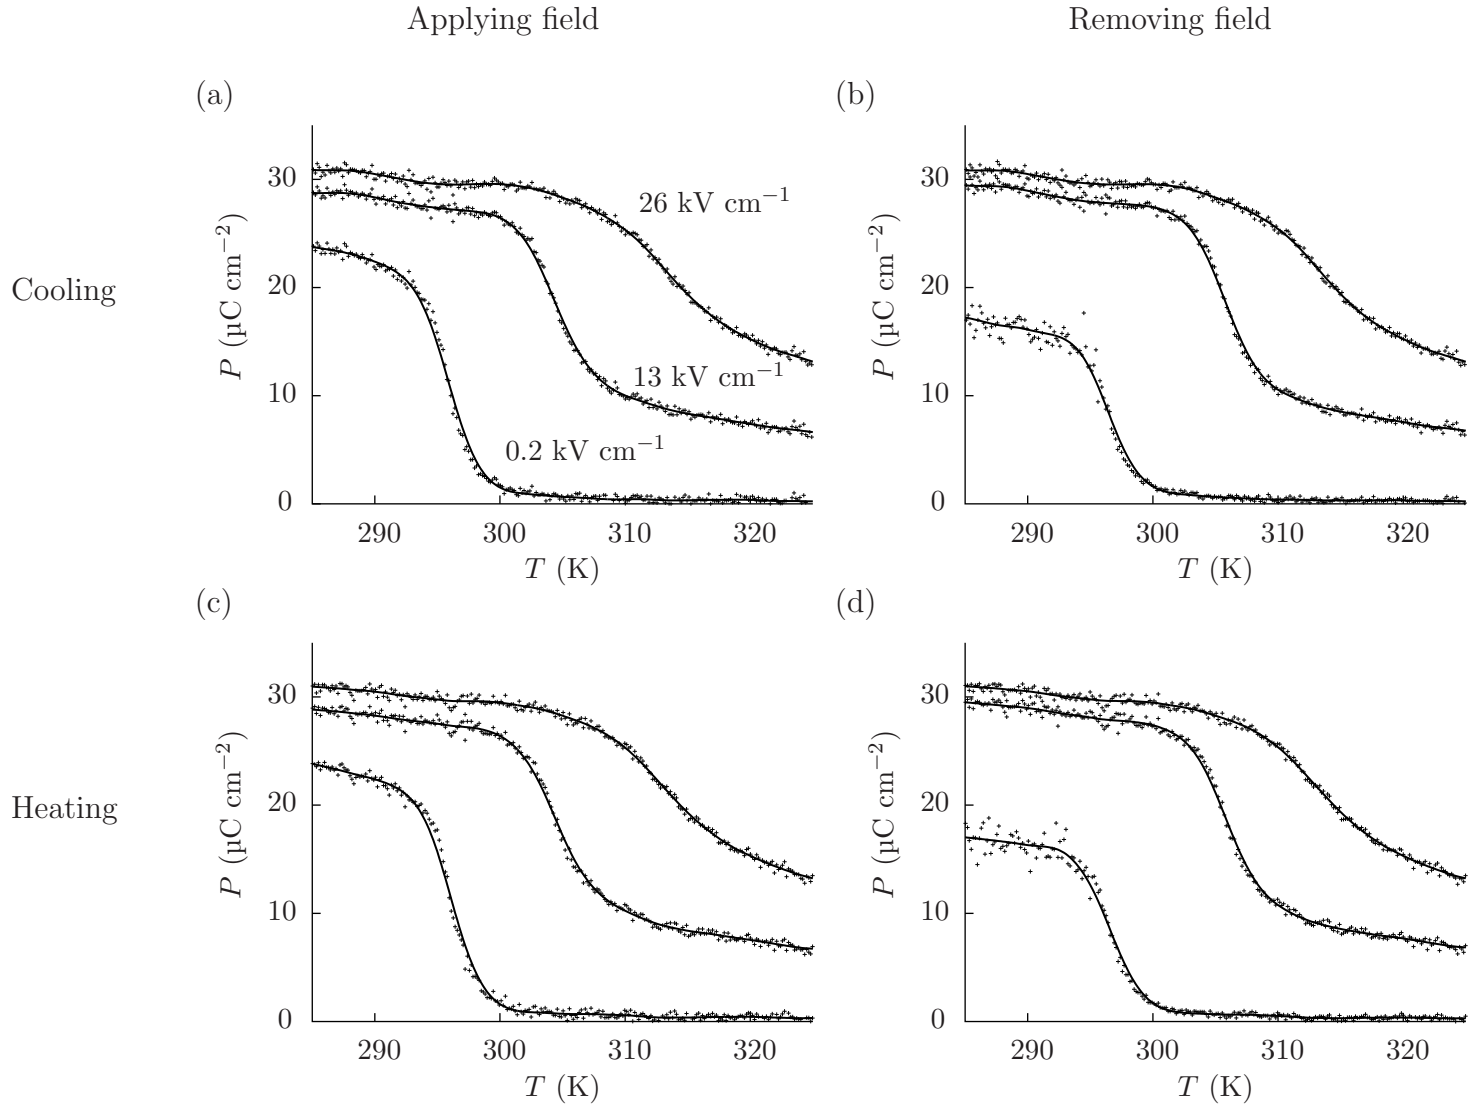 Applying field
Removing field
(a)
(b)
30
20
10
0
P (µC cm⁻²)
26 kV cm⁻¹
13 kV cm⁻¹
0.2 kV cm⁻¹
290 300 310 320
T (K)
30
20
10
0
P (µC cm⁻²)
290 300 310 320
T (K)
Cooling
(c)
(d)
30
20
10
0
P (µC cm⁻²)
290 300 310 320
T (K)
30
20
10
0
P (µC cm⁻²)
290 300 310 320
T (K)
Heating